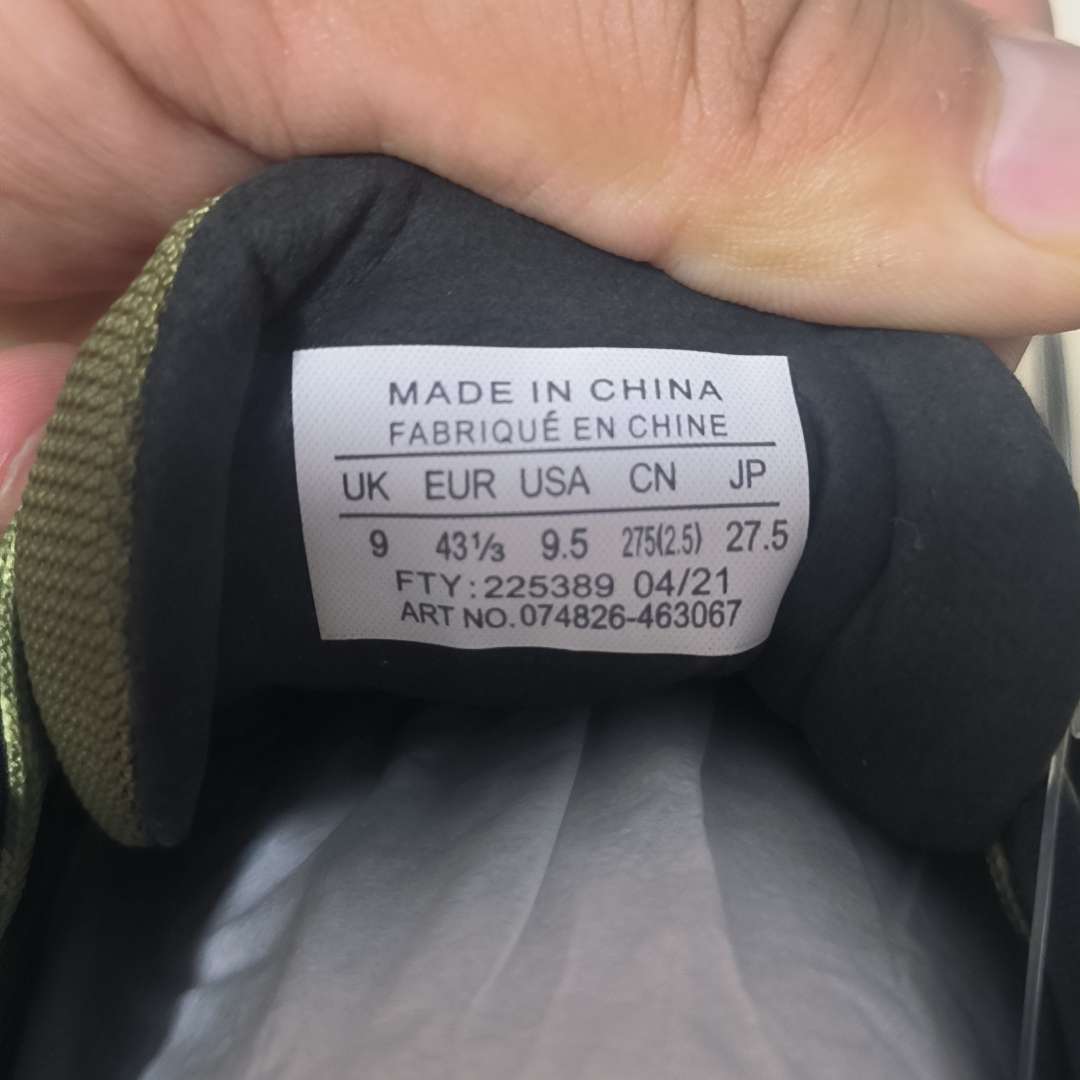 MADE IN CHINA
FABRIQUÉ EN CHINE
UK EUR USA CN JP
9 43⅓ 9.5 275(2.5) 27.5
FTY: 225389 04/21
ART NO. 074826-463067